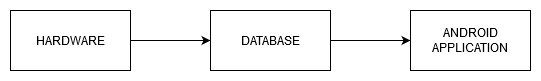 HARDWARE
DATABASE
ANDROID
APPLICATION